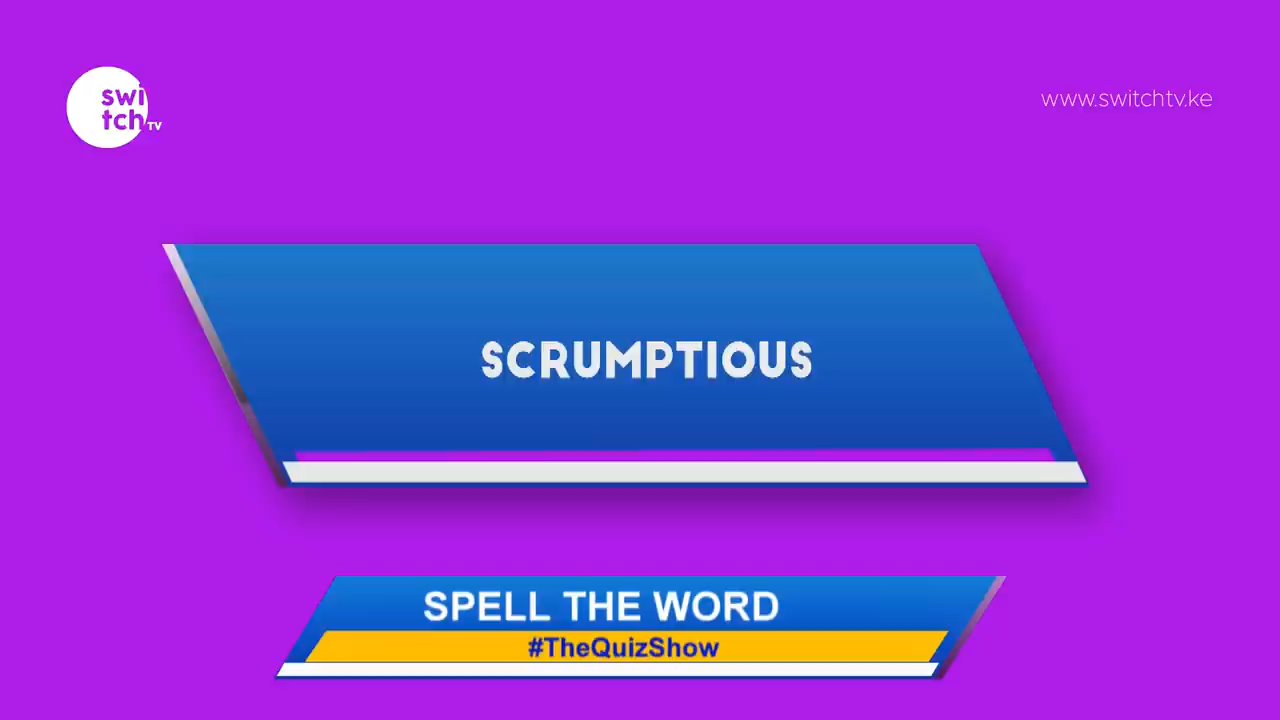 swi
tch TV
www.switchtv.ke
SCRUMPTIOUS
SPELL THE WORD
#TheQuizShow